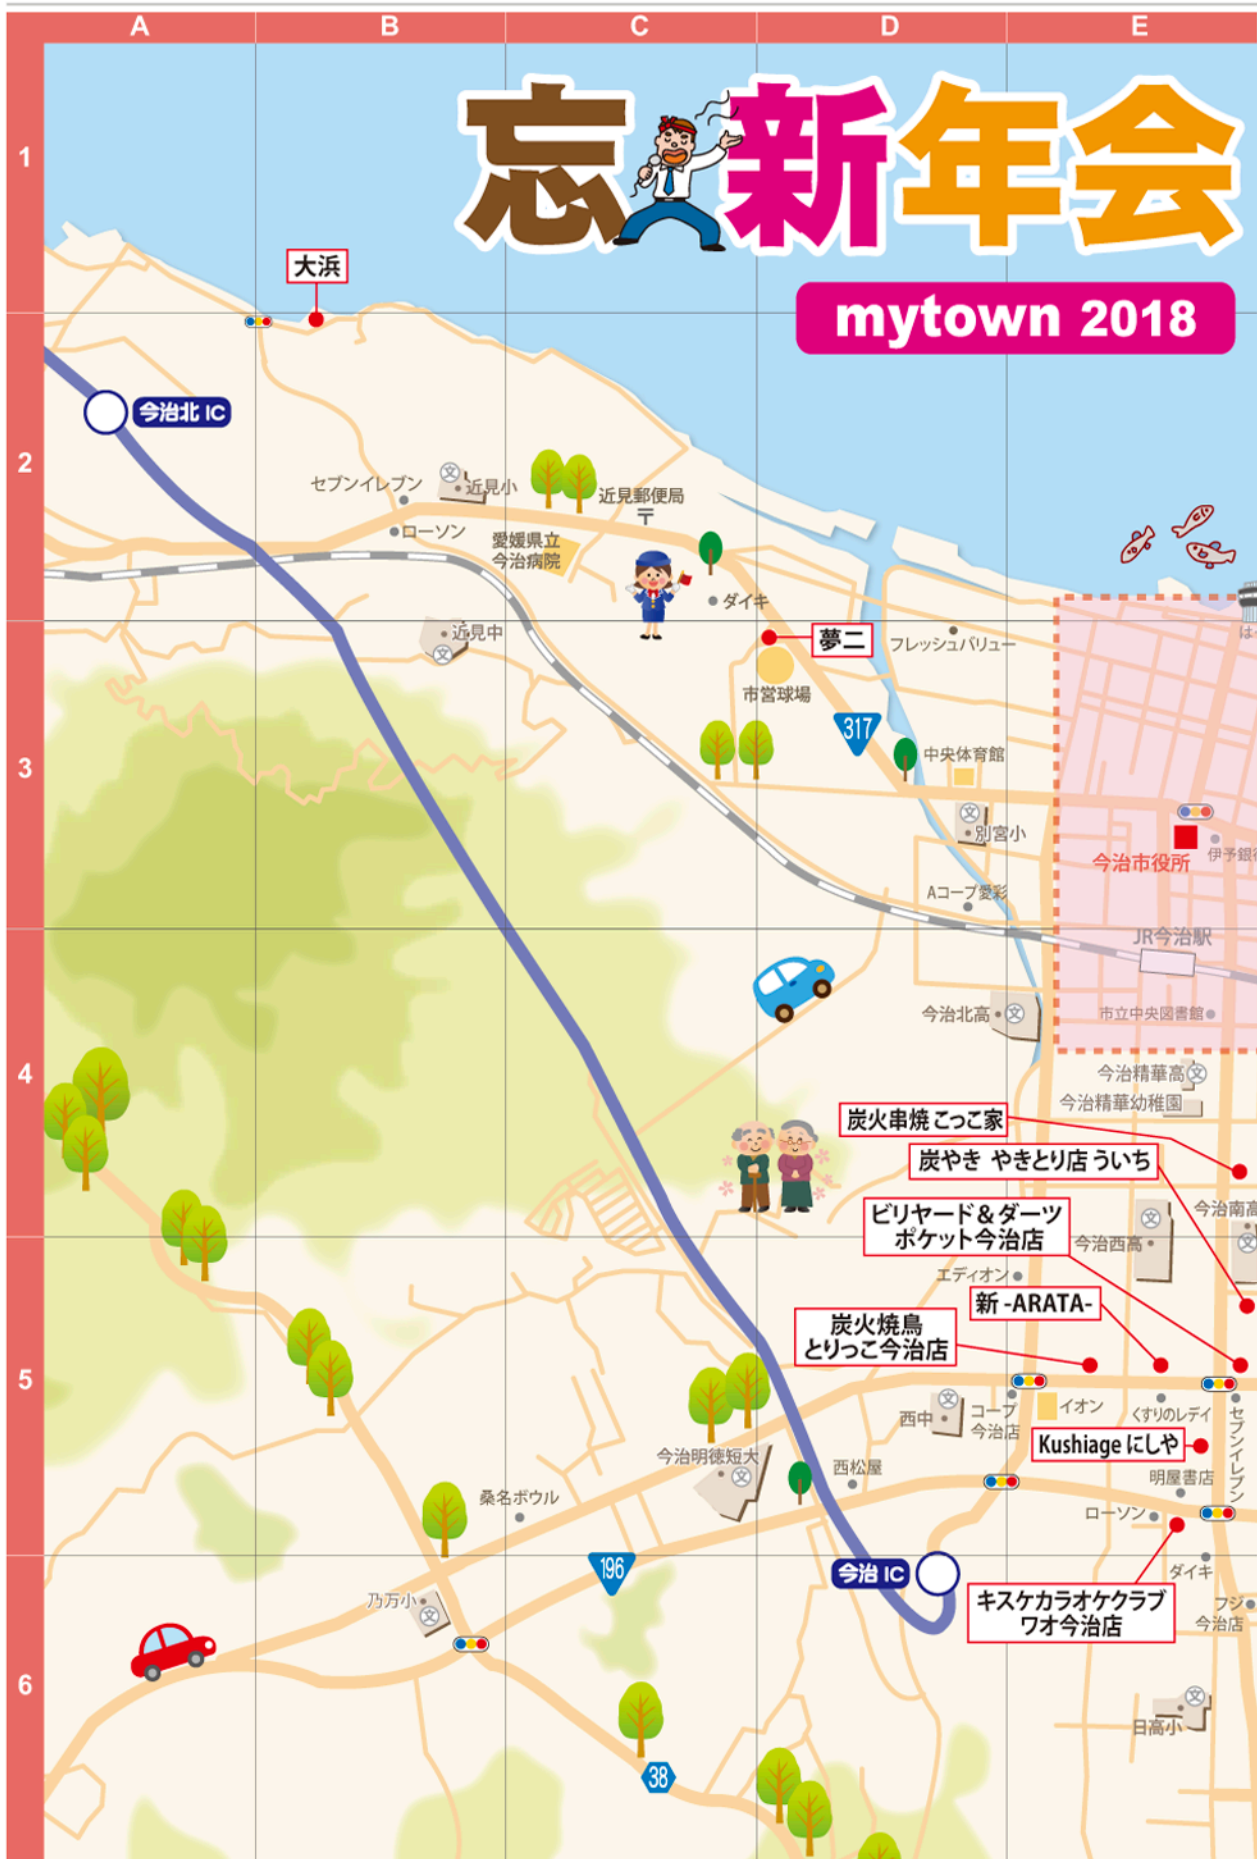 A B C D E
忘 新年会
1
mytown 2018
大浜
今治北 IC
2
セブンイレブン
近見小
近見郵便局
ローソン
愛媛県立
今治病院
ダイキ
近見中
夢二
フレッシュバリュー
市営球場
317
中央体育館
3
別宮小
今治市役所
伊予銀
Aコープ愛彩
JR今治駅
今治北高
市立中央図書館
4
今治精華高
今治精華幼稚園
炭火串焼 こっこ家
炭やき やきとり店 ういち
ビリヤード&ダーツ
ポケット今治店
今治南高
今治西高
エディオン
新 -ARATA-
炭火焼鳥
とりっこ今治店
5
西中
コープ
今治店
イオン
くすりのレデイ
セブンイレブン
Kushiage にしや
今治明徳短大
西松屋
明屋書店
桑名ボウル
ローソン
196
今治 IC
ダイキ
キスケカラオケクラブ
ワオ今治店
フジ
今治店
乃万小
6
日高小
38
文
文
文
文
文
文
文
文
文
文
文
文